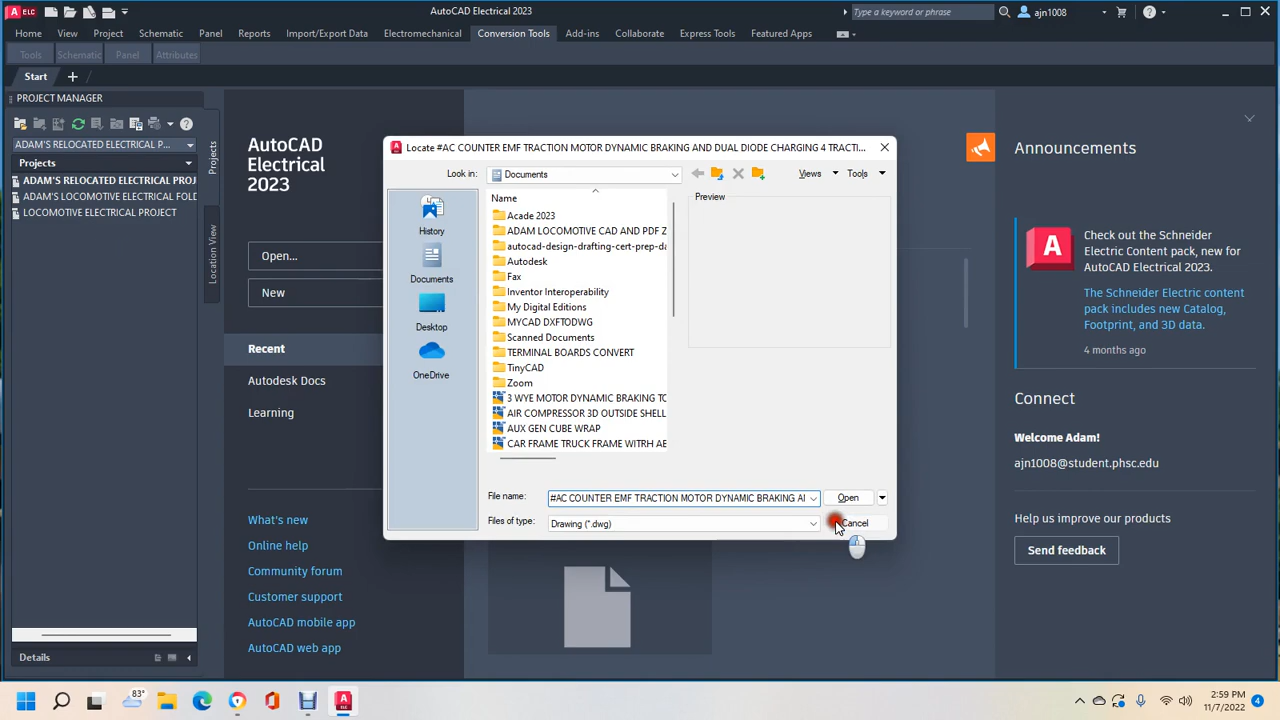 ELC
AutoCAD Electrical 2023
Type a keyword or phrase
ajn1008
Home View Project Schematic Panel Reports Import/Export Data Electromechanical Conversion Tools Add-ins Collaborate Express Tools Featured Apps
Tools Schematic Panel Attributes
Start
PROJECT MANAGER
ADAM'S RELOCATED ELECTRICAL P...
Projects
ADAM'S RELOCATED ELECTRICAL PROJ
ADAM'S LOCOMOTIVE ELECTRICAL FOLD
LOCOMOTIVE ELECTRICAL PROJECT
Projects
Location View
Details
AutoCAD
Electrical
2023
Open...
New
Recent
Autodesk Docs
Learning
What's new
Online help
Community forum
Customer support
AutoCAD mobile app
AutoCAD web app
Locate #AC COUNTER EMF TRACTION MOTOR DYNAMIC BRAKING AND DUAL DIODE CHARGING 4 TRACTI...
Look in:
Documents
Views
Tools
History
Documents
Desktop
OneDrive
Name
Acade 2023
ADAM LOCOMOTIVE CAD AND PDF Z
autocad-design-drafting-cert-prep-da
Autodesk
Fax
Inventor Interoperability
My Digital Editions
MYCAD DXFTODWG
Scanned Documents
TERMINAL BOARDS CONVERT
TinyCAD
Zoom
3 WYE MOTOR DYNAMIC BRAKING TO
AIR COMPRESSOR 3D OUTSIDE SHELL
AUX GEN CUBE WRAP
CAR FRAME TRUCK FRAME WITRH AE
Preview
File name:
#AC COUNTER EMF TRACTION MOTOR DYNAMIC BRAKING AI
Open
Files of type:
Drawing (*.dwg)
Cancel
Announcements
Check out the Schneider
Electric Content pack, new for
AutoCAD Electrical 2023.
The Schneider Electric content
pack includes new Catalog,
Footprint, and 3D data.
4 months ago
Connect
Welcome Adam!
ajn1008@student.phsc.edu
Help us improve our products
Send feedback
83°
2:59 PM
11/7/2022
4